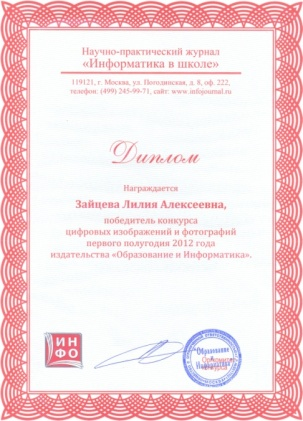 Научно-практический журнал
«Информатика в школе»
119121, г. Москва, ул. Погодинская, д. 8, оф. 222,
телефон: (499) 245-99-71, сайт: www.infojournal.ru
Диплом
Награждается
Зайцева Лилия Алексеевна,
победитель конкурса
цифровых изображений и фотографий
первого полугодия 2012 года
издательства «Образование и Информатика».
ИН
ФО
Образование
и
Информатика